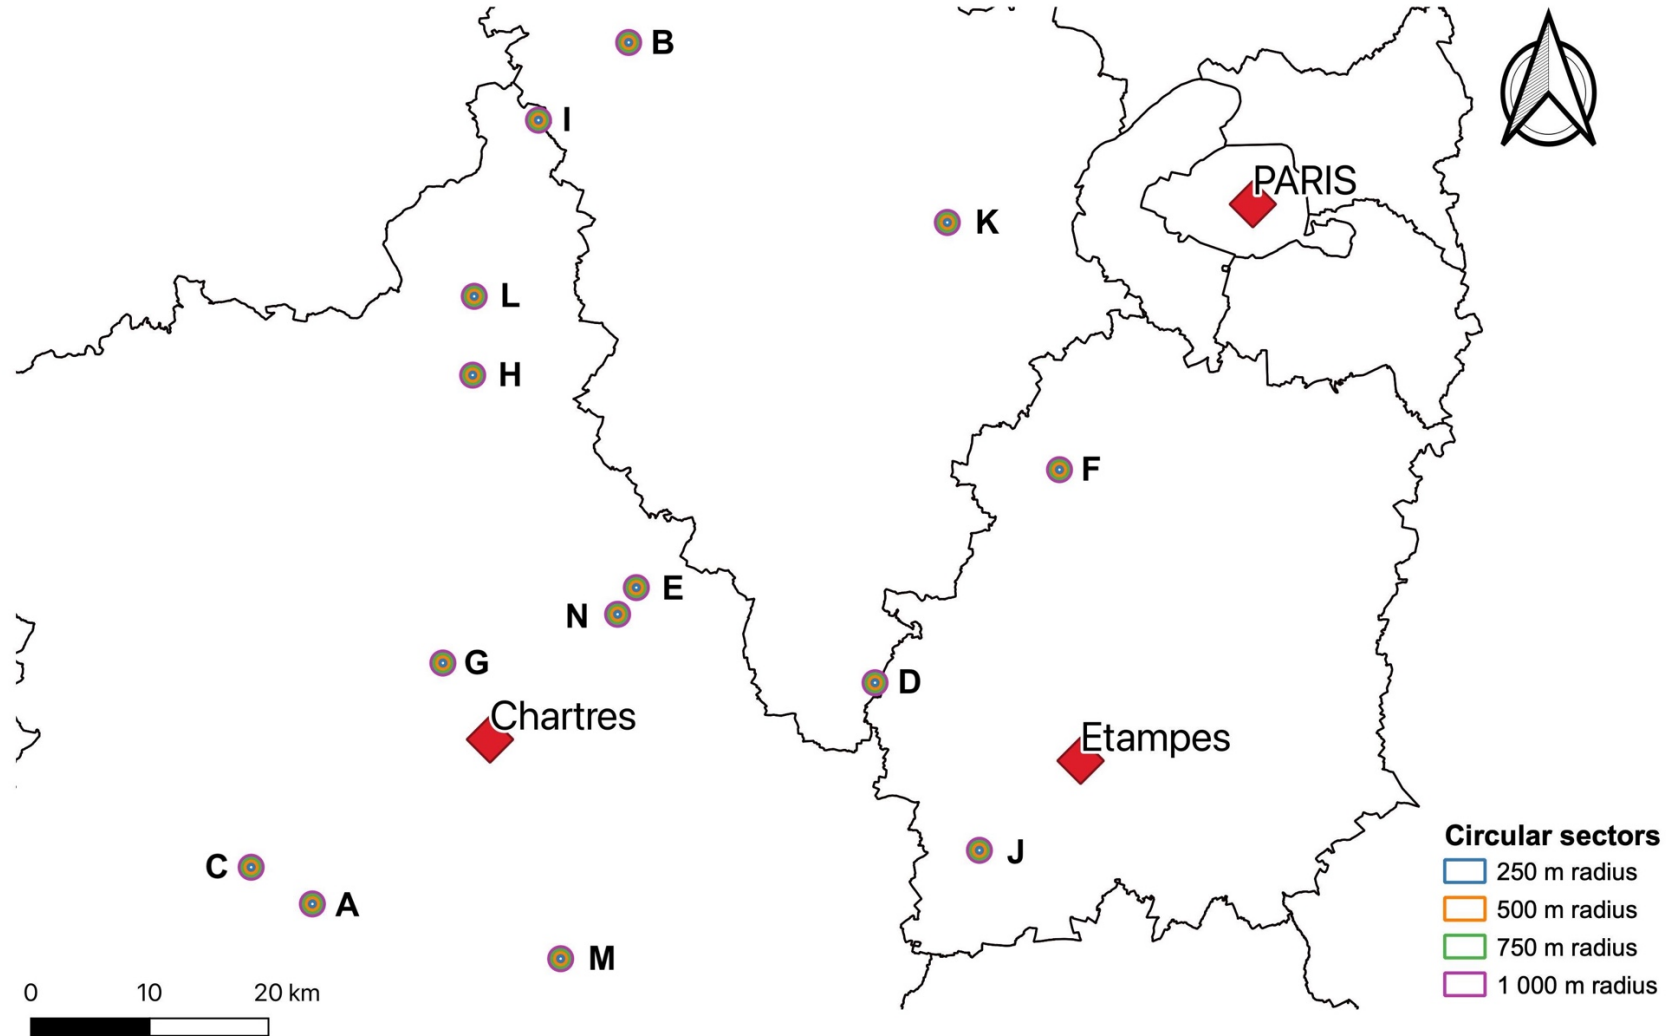 B
I
PARIS
K
L
H
F
E
N
G
D
Chartres
Etampes
Circular sectors
J
C
250 m radius
A
500 m radius
750 m radius
M
1 000 m radius
0 10 20 km